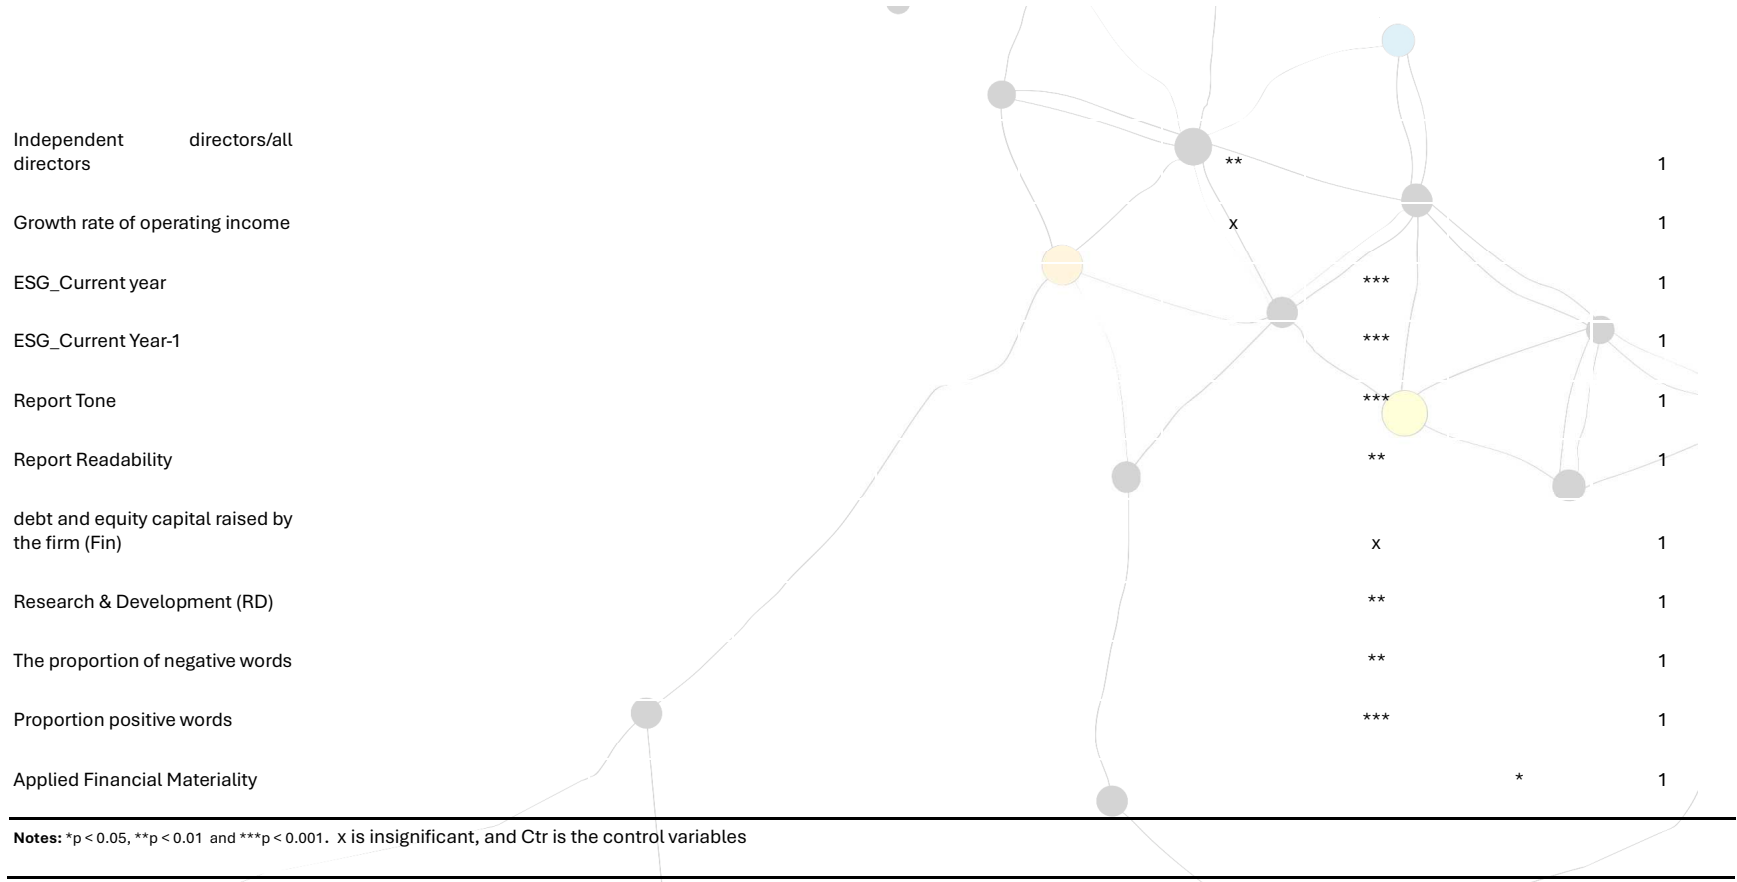 Independent directors/all
directors ** 1
Growth rate of operating income x 1
ESG_Current year *** 1
ESG_Current Year-1 *** 1
Report Tone *** 1
Report Readability ** 1
debt and equity capital raised by
the firm (Fin) x 1
Research & Development (RD) ** 1
The proportion of negative words ** 1
Proportion positive words *** 1
Applied Financial Materiality * 1
Notes: *p < 0.05, **p < 0.01 and ***p < 0.001. x is insignificant, and Ctr is the control variables